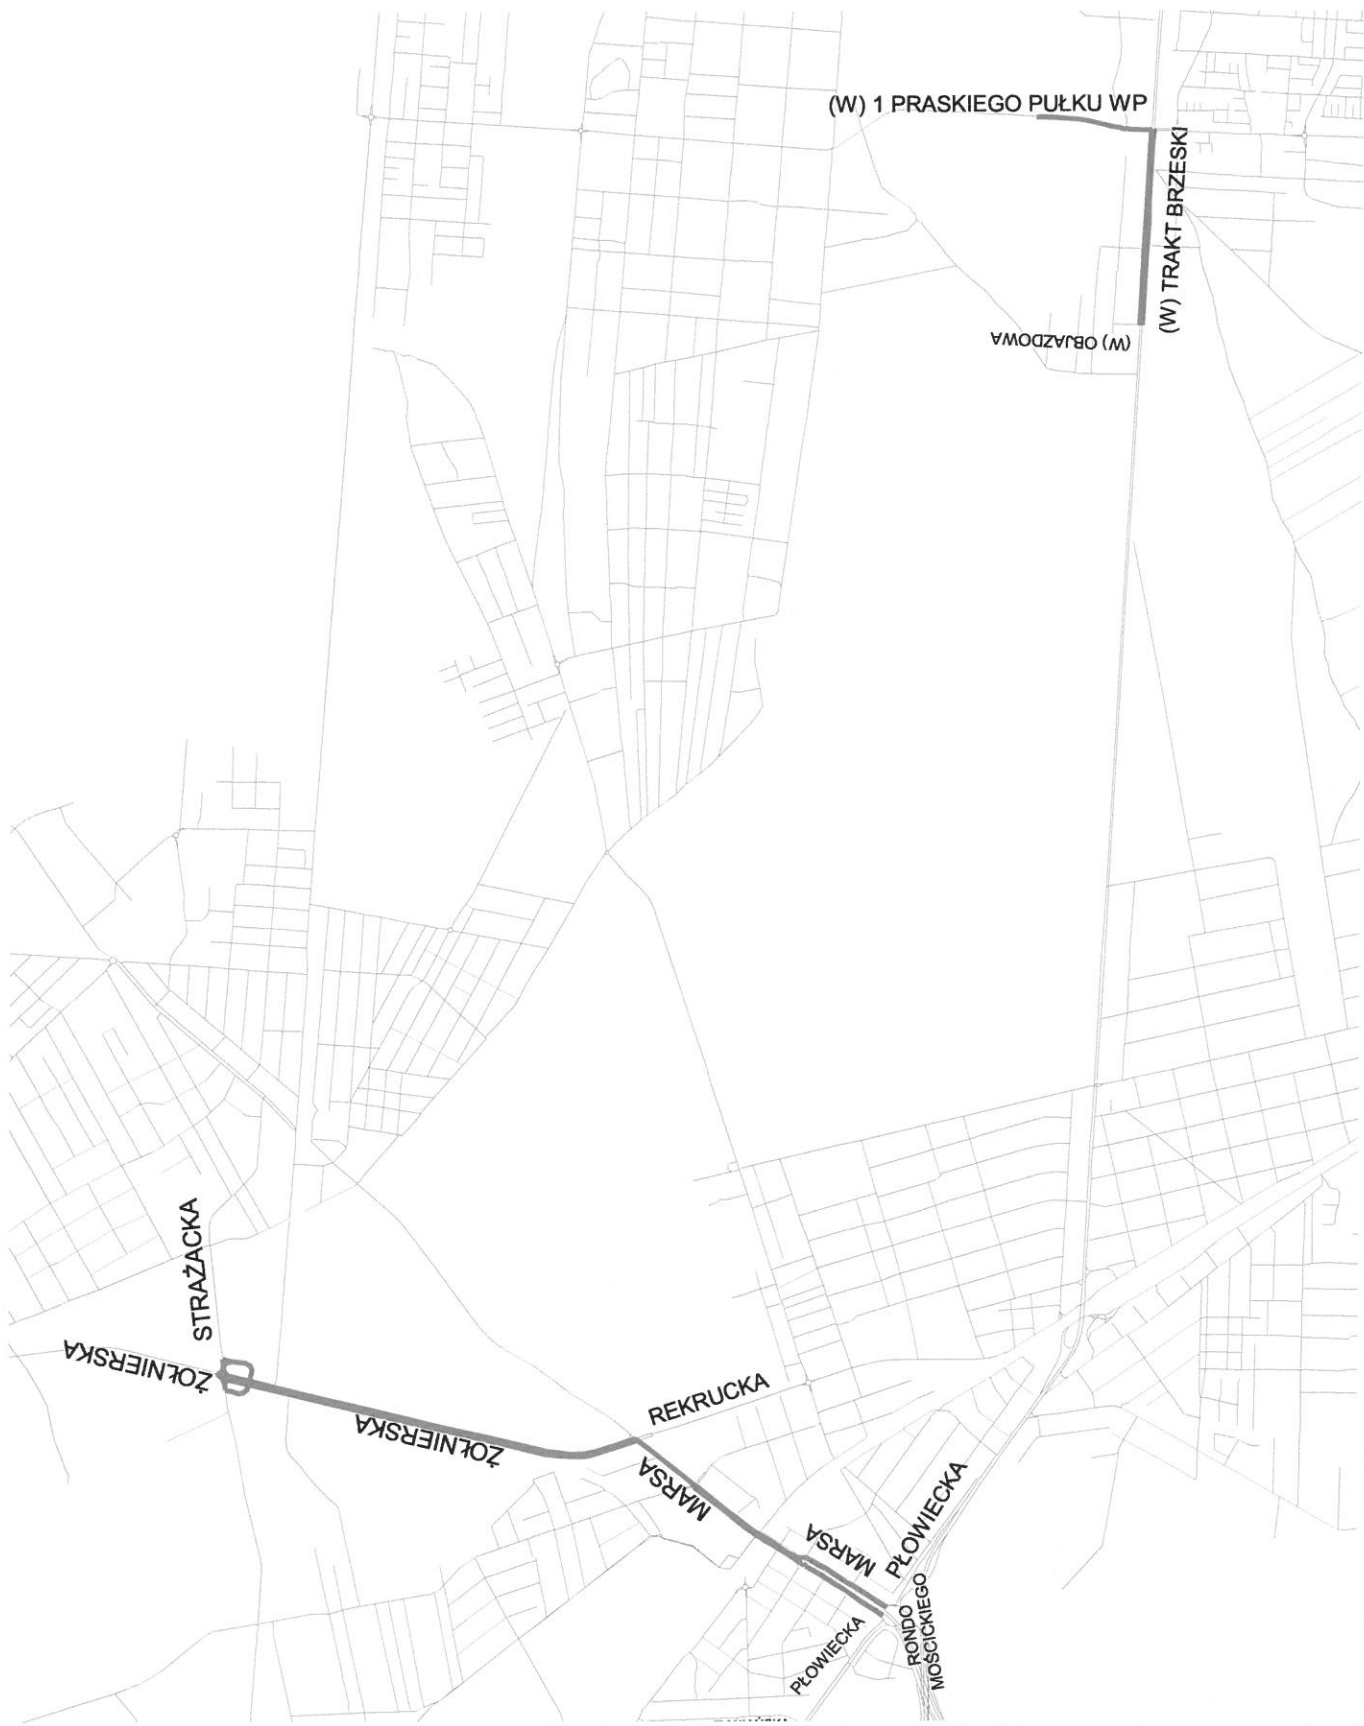 (W) 1 PRASKIEGO PUŁKU WP
(W) TRAKT BRZESKI
(W) OBJAZDOWA
STRAŻACKA
ŻOŁNIERSKA
ŻOŁNIERSKA
REKRUCKA
MARSA
MARSA
PŁOWIECKA
PŁOWIECKA
RONDO
MOŚCICKIEGO